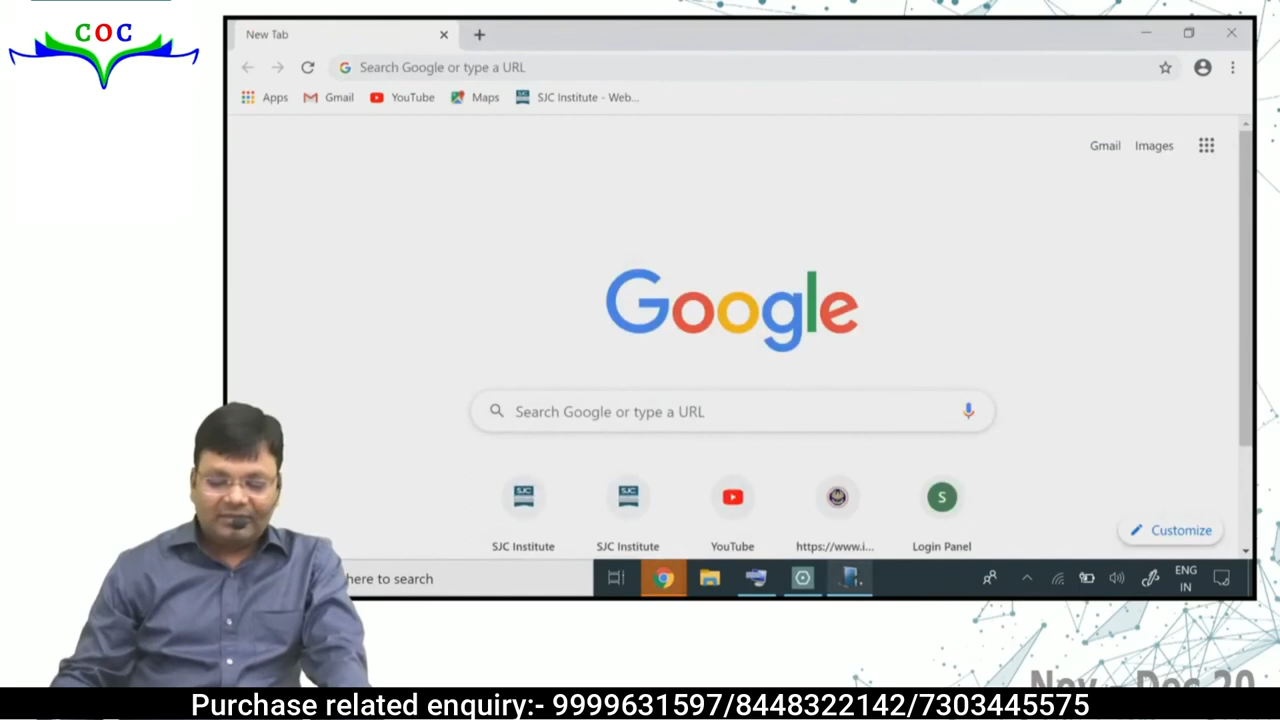 COC
New Tab
Search Google or type a URL
Apps Gmail YouTube Maps SJC Institute - Web...
Gmail Images
Google
Search Google or type a URL
SJC SJC S
SJC Institute SJC Institute YouTube https://www.i... Login Panel
Customize
here to search
ENG
IN
Purchase related enquiry:- 9999631597/8448322142/7303445575